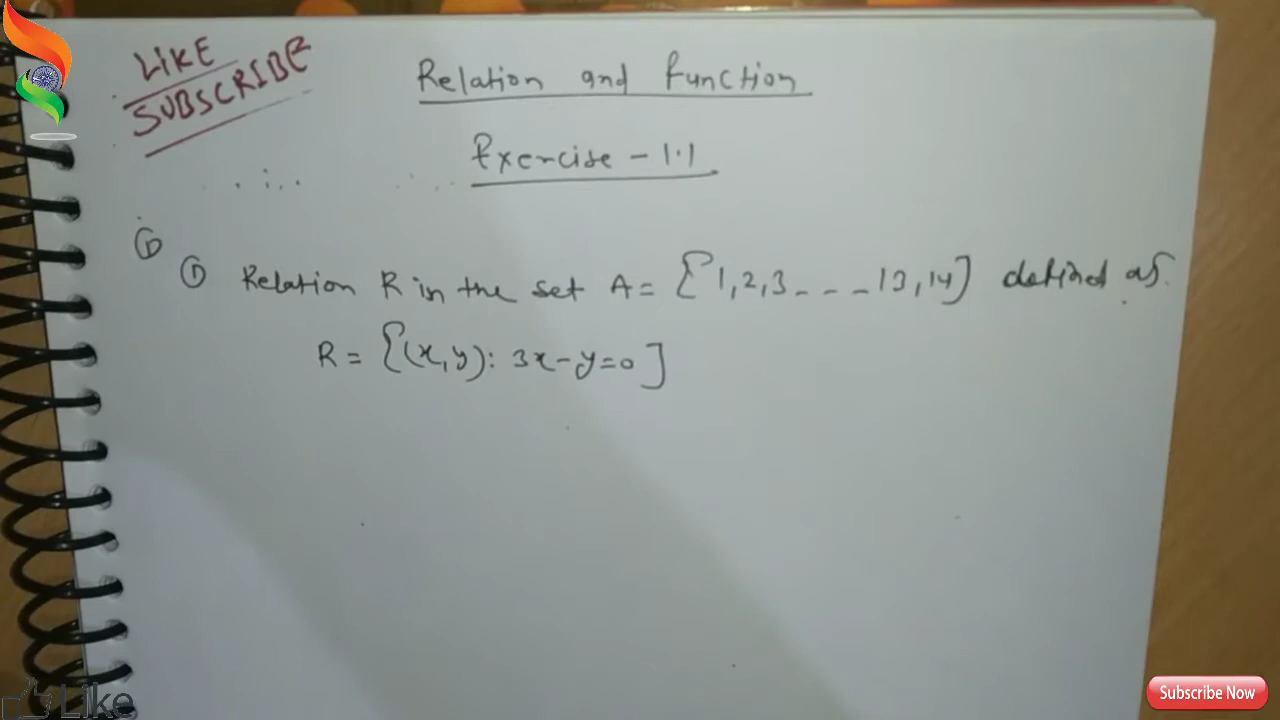 LIKE
SUBSCRIBE
Relation and function
Exercise - 1.1
① 
① Relation R in the set A = {1,2,3 - - - 13,14] defined as
R = {(x,y): 3x-y=0]
Like
Subscribe Now